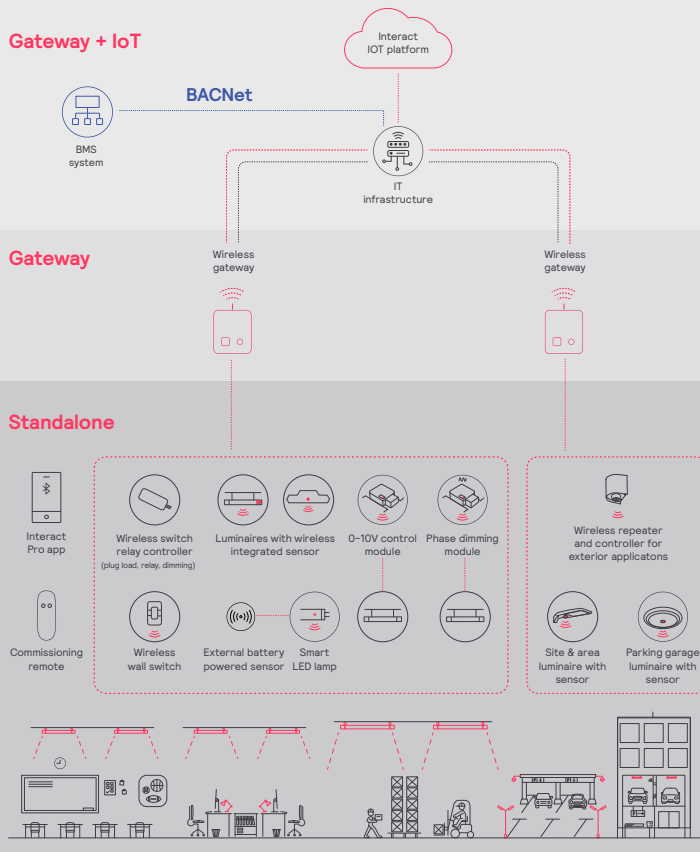 Gateway + IoT
Interact
IOT platform
BACNet
BMS
system
IT
infrastructure
Gateway
Wireless
gateway
Wireless
gateway
Standalone
Interact
Pro app
Wireless switch
relay controller
(plug load, relay, dimming)
Luminaires with wireless
integrated sensor
0-10V control
module
Phase dimming
module
Wireless repeater
and controller for
exterior applicatons
Commissioning
remote
Wireless
wall switch
External battery
powered sensor
Smart
LED lamp
Site & area
luminaire with
sensor
Parking garage
luminaire with
sensor